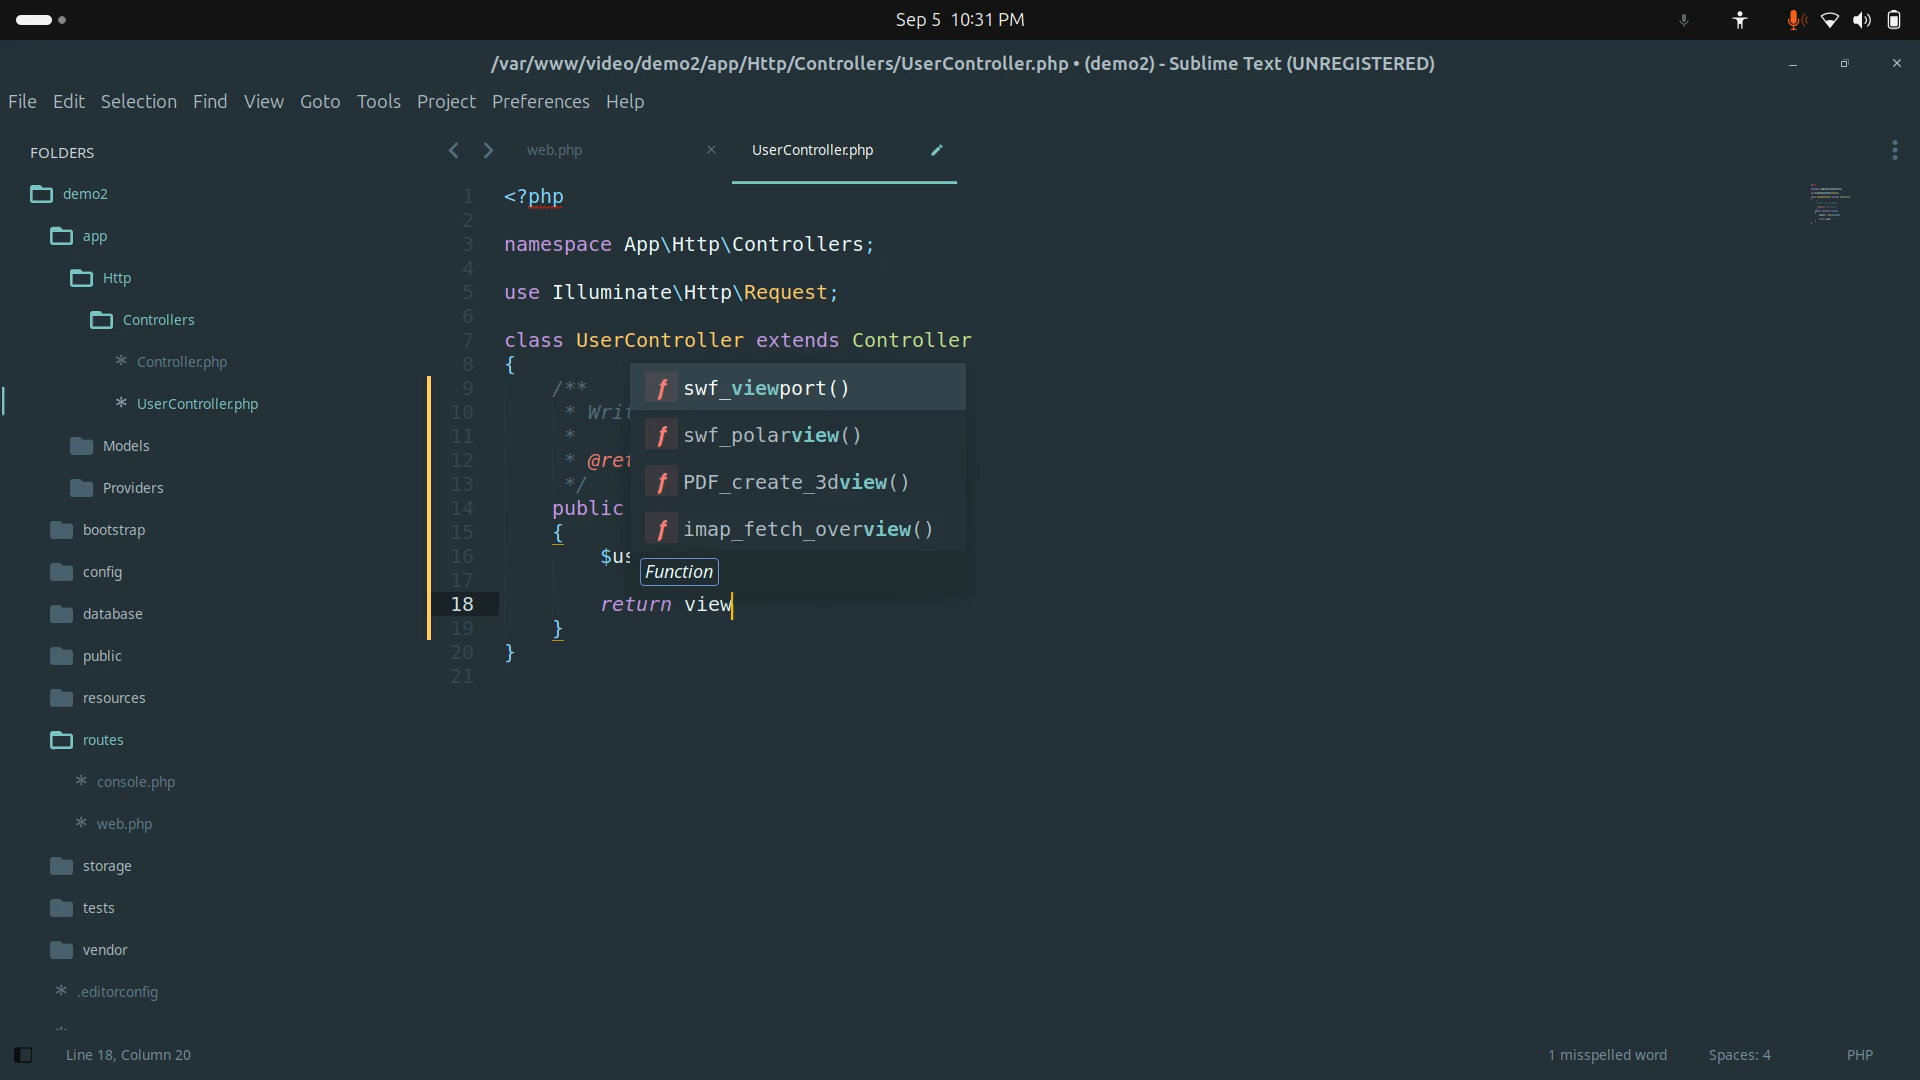 Sep 5 10:31 PM
/var/www/video/demo2/app/Http/Controllers/UserController.php • (demo2) - Sublime Text (UNREGISTERED)
File Edit Selection Find View Goto Tools Project Preferences Help
FOLDERS
demo2
app
Http
Controllers
Controller.php
UserController.php
Models
Providers
bootstrap
config
database
public
resources
routes
console.php
web.php
storage
tests
vendor
.editorconfig
web.php
UserController.php
1 <?php
2
3 namespace App\Http\Controllers;
4
5 use Illuminate\Http\Request;
6
7 class UserController extends Controller
8 {
9 /**
10 * Writ
11 *
12 * @ret
13 */
14 public
15 {
16 $us
17
18 return view
19 }
20 }
21
swf_viewport()
swf_polarview()
PDF_create_3dview()
imap_fetch_overview()
Function
Line 18, Column 20
1 misspelled word
Spaces: 4
PHP